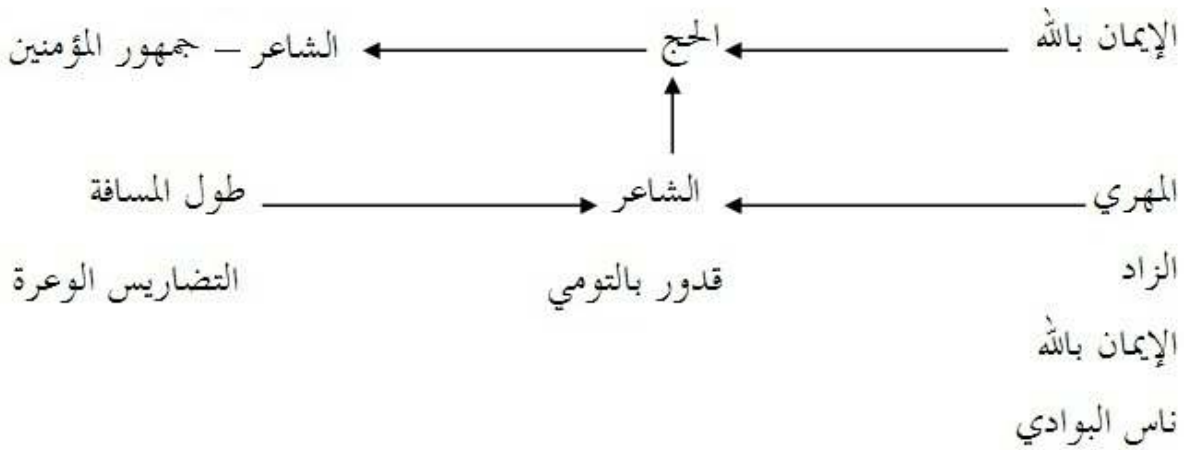 الإيمان بالله الحج الشاعر – جمهور المؤمنين
المهري الشاعر طول المسافة
الزاد قدور بالتومي التضاريس الوعرة
الإيمان بالله
ناس البوادي